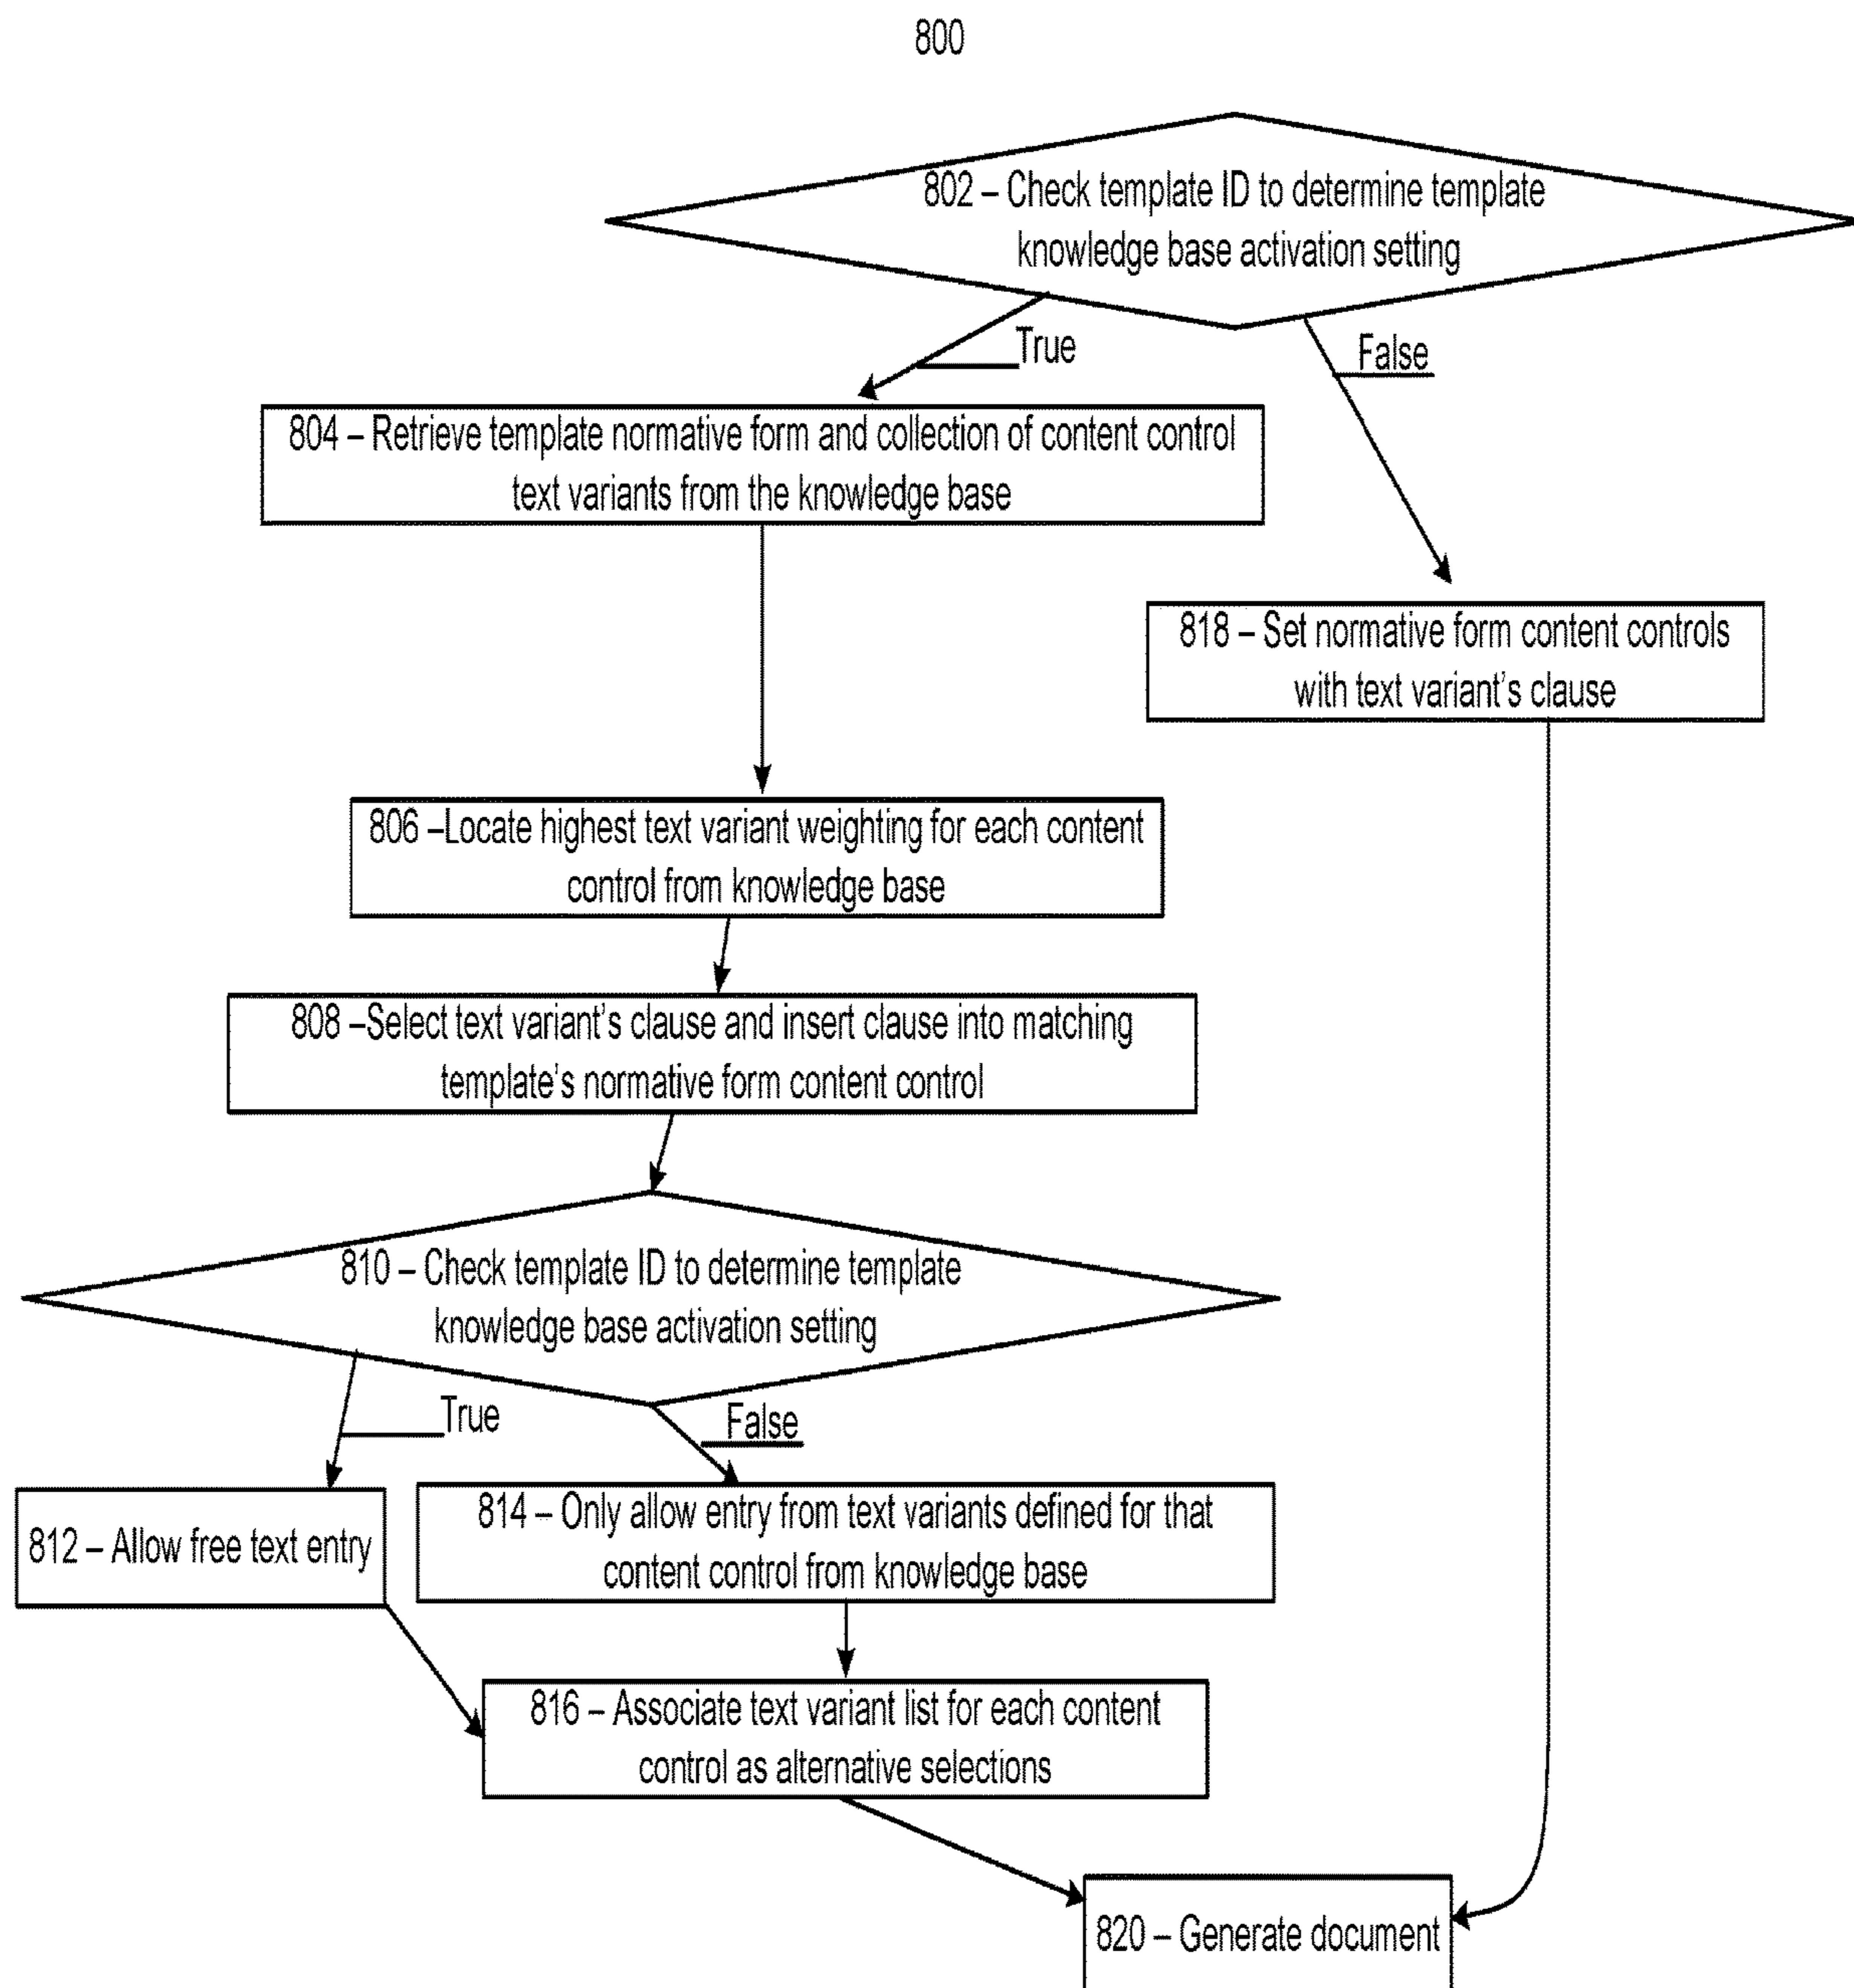 800
802 – Check template ID to determine template
knowledge base activation setting
True
False
804 – Retrieve template normative form and collection of content control
text variants from the knowledge base
818 – Set normative form content controls
with text variant's clause
806 –Locate highest text variant weighting for each content
control from knowledge base
808 –Select text variant's clause and insert clause into matching
template's normative form content control
810 – Check template ID to determine template
knowledge base activation setting
True
False
812 – Allow free text entry
814 – Only allow entry from text variants defined for that
content control from knowledge base
816 – Associate text variant list for each content
control as alternative selections
820 – Generate document